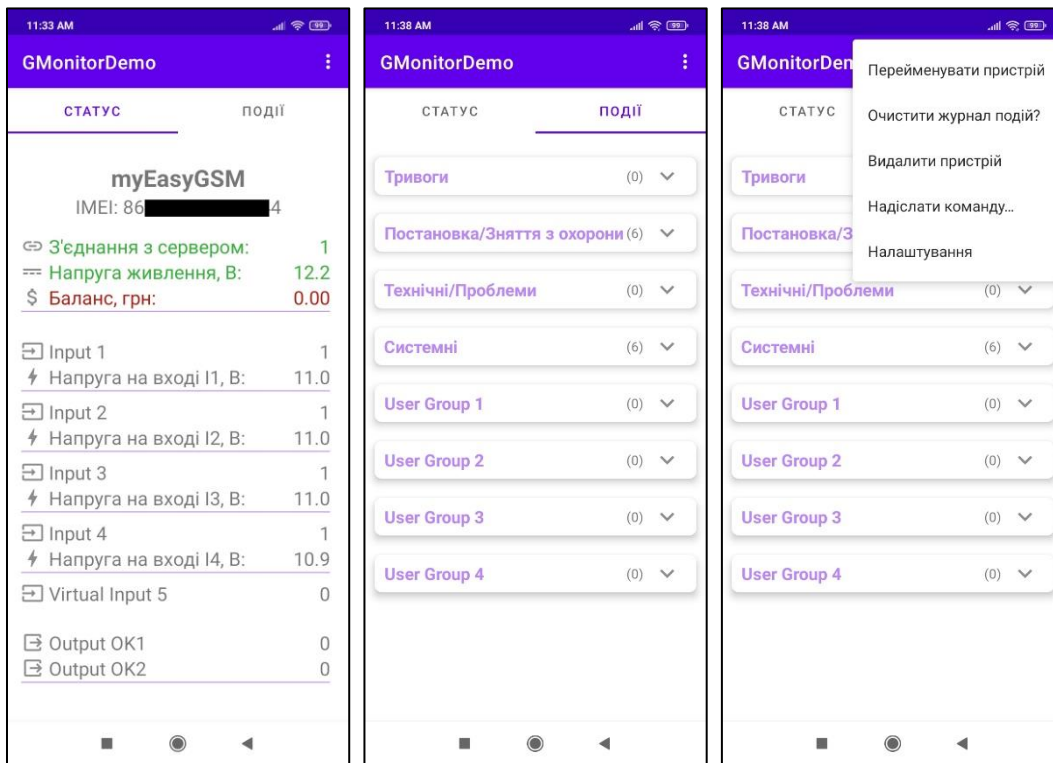 11:33 AM
99
GMonitorDemo
СТАТУС ПОДІЇ
myEasyGSM
IMEI: 86 4
З'єднання з сервером: 1
Напруга живлення, В: 12.2
$ Баланс, грн: 0.00
Input 1 1
Напруга на вході I1, В: 11.0
Input 2 1
Напруга на вході I2, В: 11.0
Input 3 1
Напруга на вході I3, В: 11.0
Input 4 1
Напруга на вході I4, В: 10.9
Virtual Input 5 0
Output OK1 0
Output OK2 0
11:38 AM
99
GMonitorDemo
СТАТУС ПОДІЇ
Тривоги (0)
Постановка/Зняття з охорони (6)
Технічні/Проблеми (0)
Системні (6)
User Group 1 (0)
User Group 2 (0)
User Group 3 (0)
User Group 4 (0)
11:38 AM
99
GMonitorDem
Перейменувати пристрій
СТАТУС
Очистити журнал подій?
Видалити пристрій
Тривоги
Надіслати команду...
Постановка/З
Налаштування
Технічні/Проблеми (0)
Системні (6)
User Group 1 (0)
User Group 2 (0)
User Group 3 (0)
User Group 4 (0)